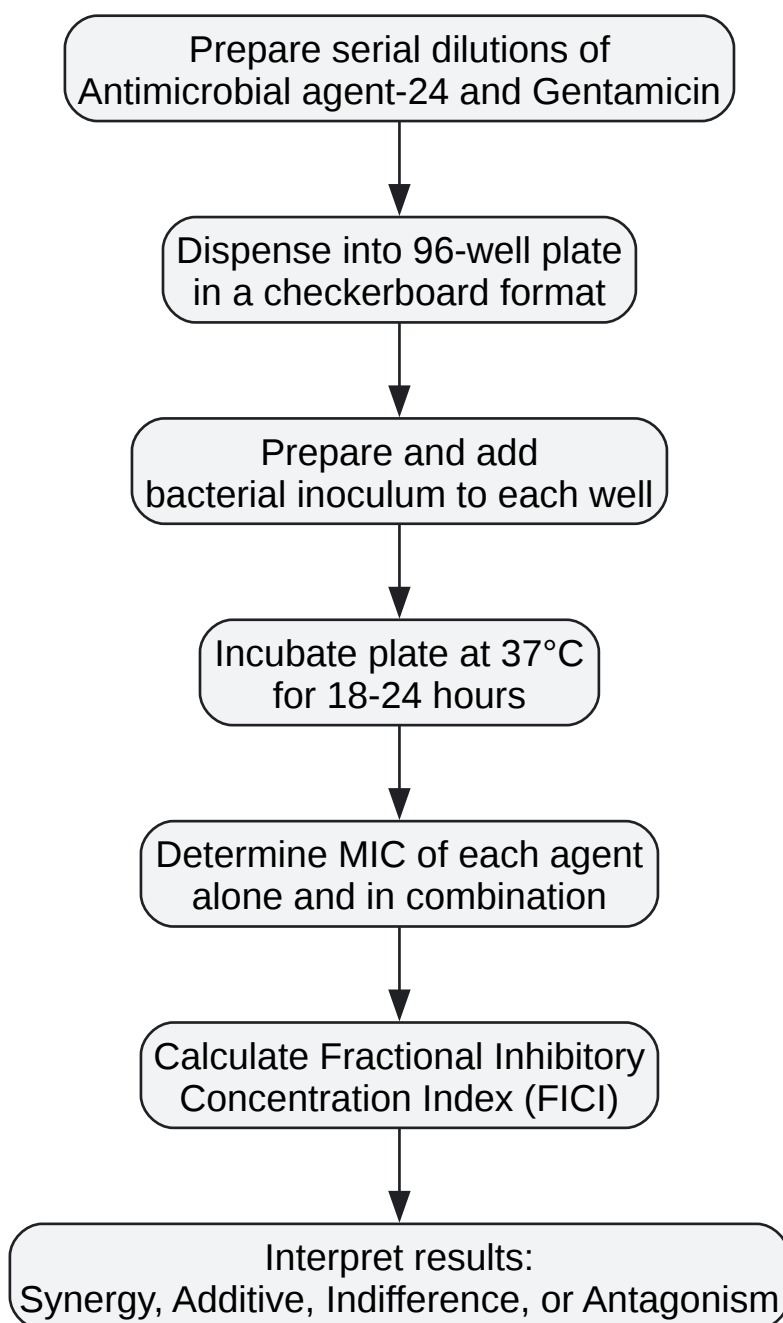 Prepare serial dilutions of
Antimicrobial agent-24 and Gentamicin
Dispense into 96-well plate
in a checkerboard format
Prepare and add
bacterial inoculum to each well
Incubate plate at 37°C
for 18-24 hours
Determine MIC of each agent
alone and in combination
Calculate Fractional Inhibitory
Concentration Index (FICI)
Interpret results:
Synergy, Additive, Indifference, or Antagonism